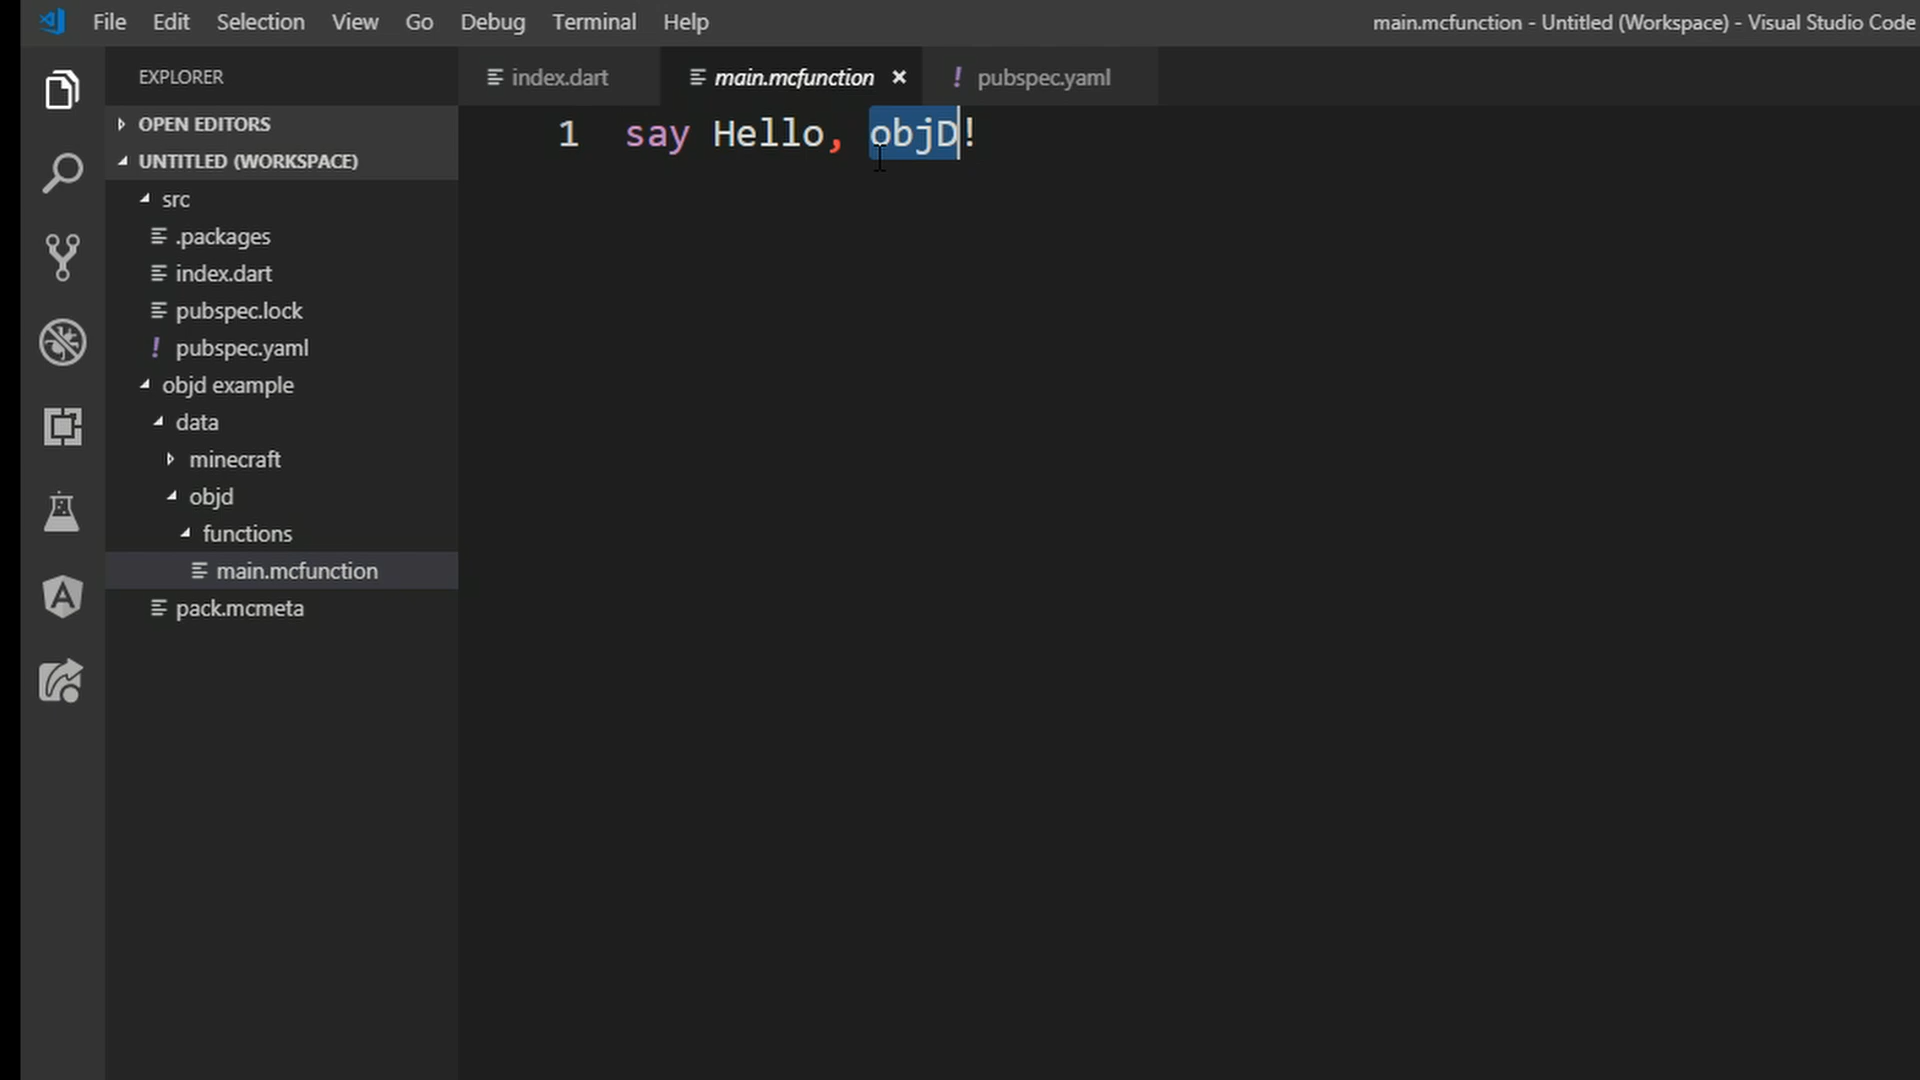 File Edit Selection View Go Debug Terminal Help main.mcfunction - Untitled (Workspace) - Visual Studio Code
EXPLORER
index.dart main.mcfunction × ! pubspec.yaml
OPEN EDITORS
1 say Hello, objD!
UNTITLED (WORKSPACE)
src
.packages
index.dart
pubspec.lock
! pubspec.yaml
objd example
data
minecraft
objd
functions
main.mcfunction
pack.mcmeta